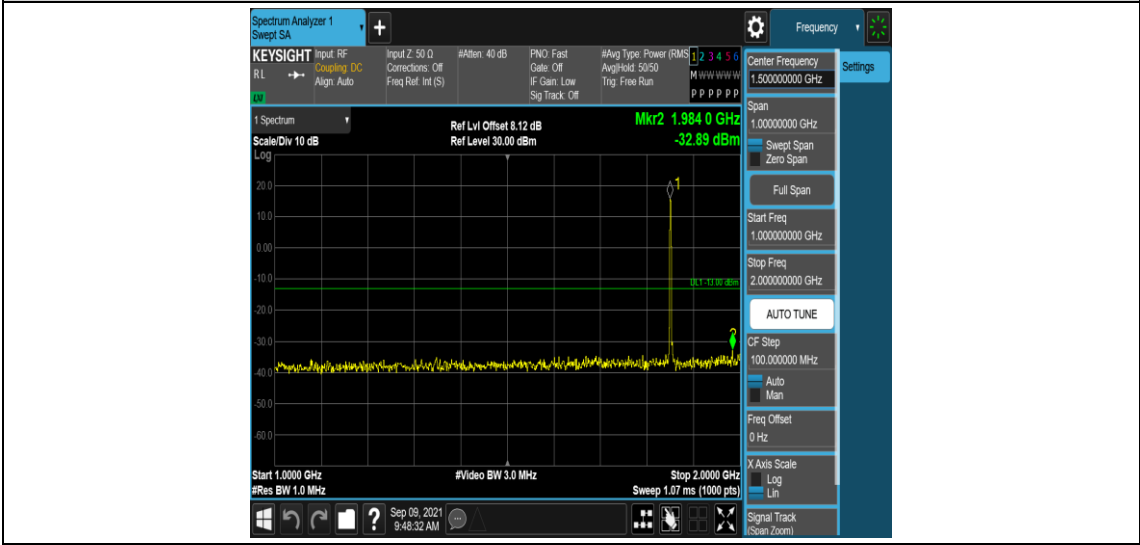 Spectrum Analyzer 1
Swept SA
+
Frequency
KEYSIGHT
RL
LNI
Input: RF
Coupling: DC
Align: Auto
Input Z: 50 Ω
Corrections: Off
Freq Ref: Int (S)
#Atten: 40 dB
PNO: Fast
Gate: Off
IF Gain: Low
Sig Track: Off
#Avg Type: Power (RMS
Avg|Hold: 50/50
Trig: Free Run
1 2 3 4 5 6
M W W W W W
P P P P P P
1 Spectrum
Scale/Div 10 dB
Ref Lvl Offset 8.12 dB
Ref Level 30.00 dBm
Mkr2 1.984 0 GHz
-32.89 dBm
Log
20.0
10.0
0.00
-10.0
-20.0
-30.0
-40.0
-50.0
-60.0
1
DL1 -13.00 dBm
2
Start 1.0000 GHz
#Res BW 1.0 MHz
#Video BW 3.0 MHz
Stop 2.0000 GHz
Sweep 1.07 ms (1000 pts)
?
Sep 09, 2021
9:48:32 AM
Center Frequency
1.500000000 GHz
Settings
Span
1.00000000 GHz
Swept Span
Zero Span
Full Span
Start Freq
1.000000000 GHz
Stop Freq
2.000000000 GHz
AUTO TUNE
CF Step
100.000000 MHz
Auto
Man
Freq Offset
0 Hz
X Axis Scale
Log
Lin
Signal Track
(Span Zoom)